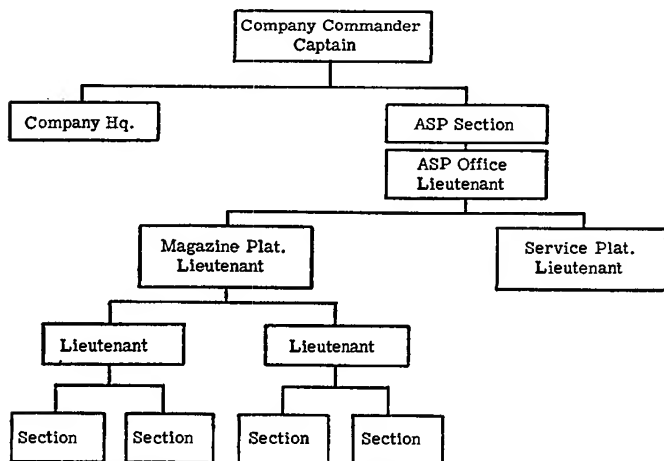 Company Commander
Captain
Company Hq.
ASP Section
ASP Office
Lieutenant
Magazine Plat.
Lieutenant
Service Plat.
Lieutenant
Lieutenant
Lieutenant
Section
Section
Section
Section